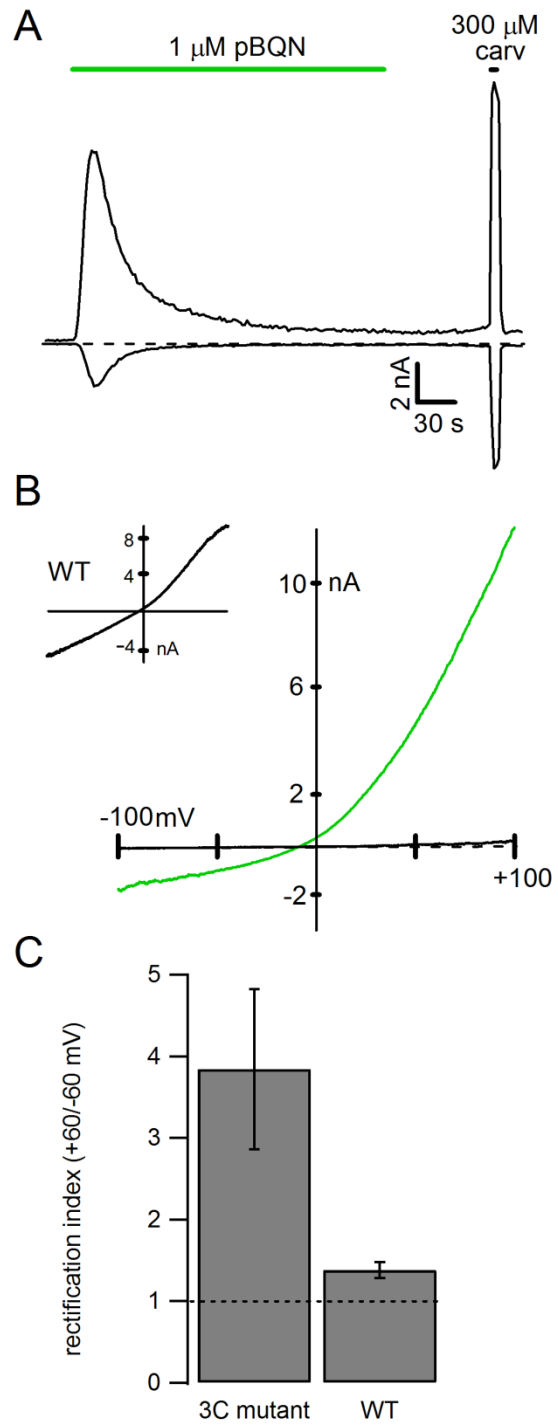 A
1 μM pBQN
300 μM
carv
2 nA
30 s
B
WT
8
4
-4
nA
10
nA
6
2
-100mV
-2
+100
C
rectification index (+60/-60 mV)
5
4
3
2
1
0
3C mutant
WT